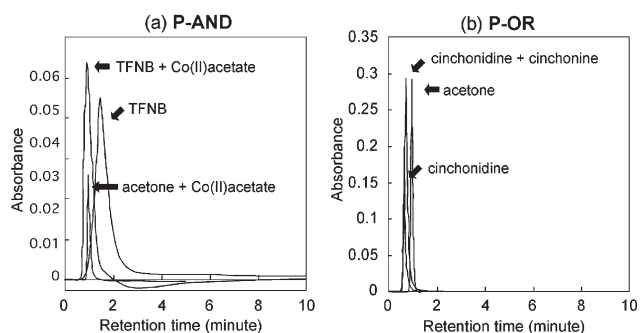 (a) P-AND
Absorbance
0.06
0.05
0.04
0.03
0.02
0.01
0
TFNB + Co(II)acetate
TFNB
acetone + Co(II)acetate
0 2 4 6 8 10
Retention time (minute)
(b) P-OR
Absorbance
0.35
0.3
0.25
0.2
0.15
0.1
0.05
0
cinchonidine + cinchonine
acetone
cinchonidine
0 2 4 6 8 10
Retention time (minute)